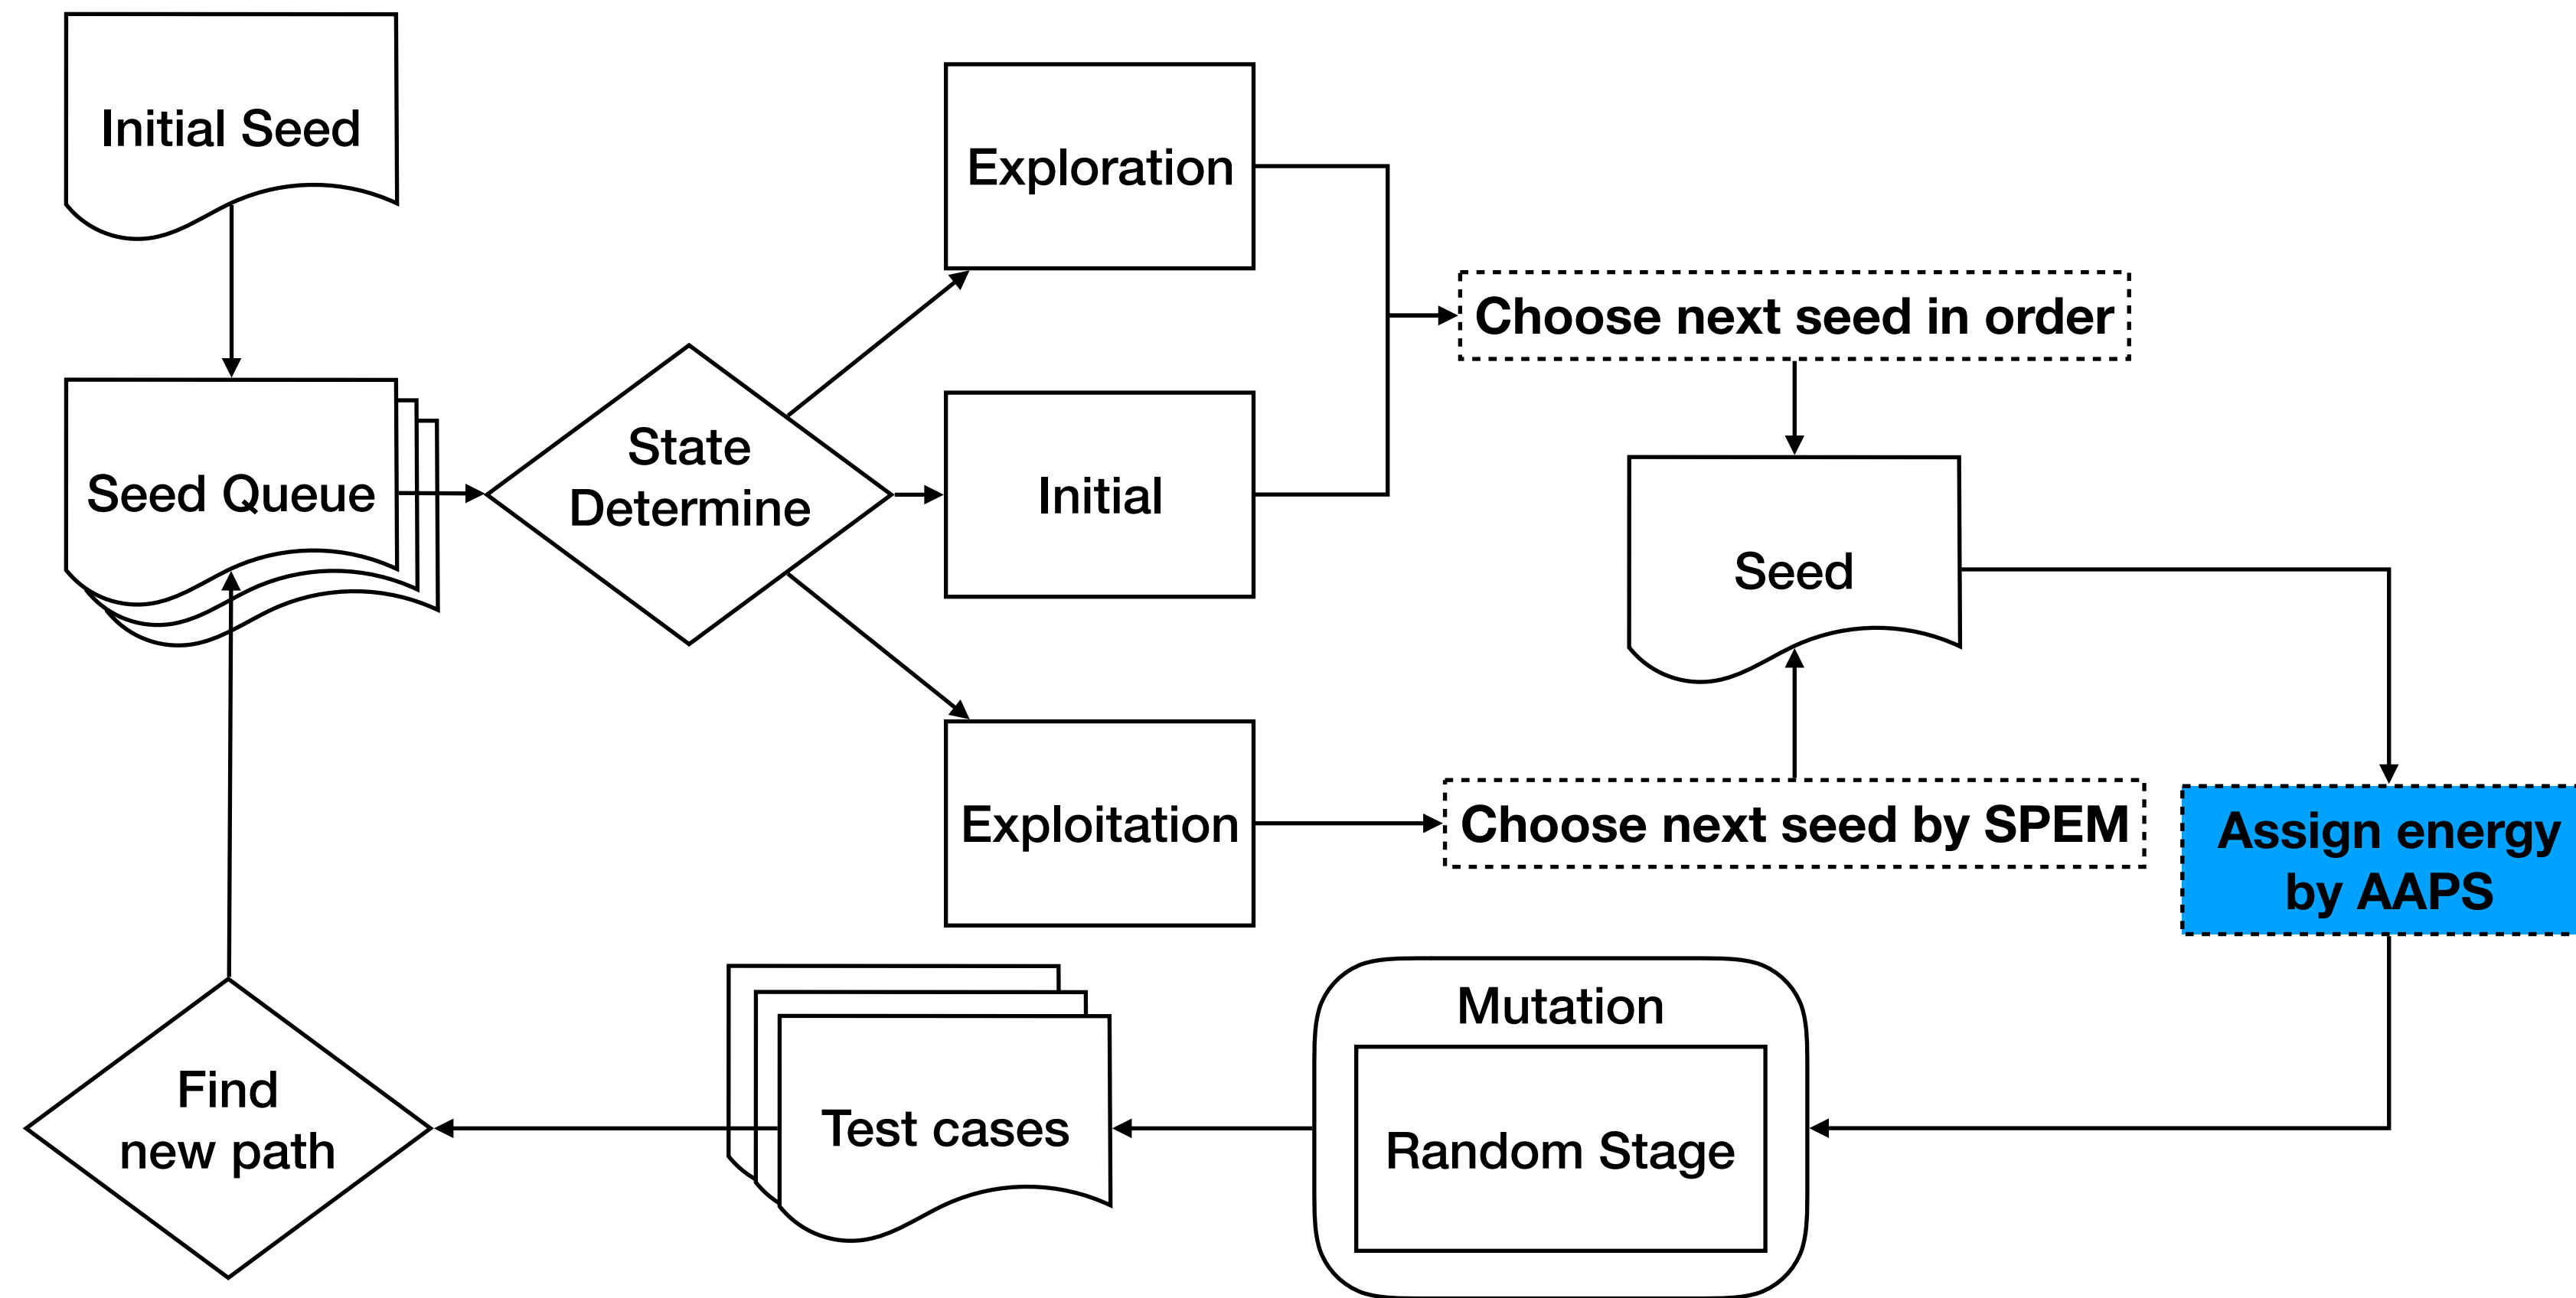 Initial Seed
Seed Queue
State
Determine
Exploration
Initial
Exploitation
Choose next seed in order
Seed
Choose next seed by SPEM
Assign energy
by AAPS
Mutation
Random Stage
Test cases
Find
new path